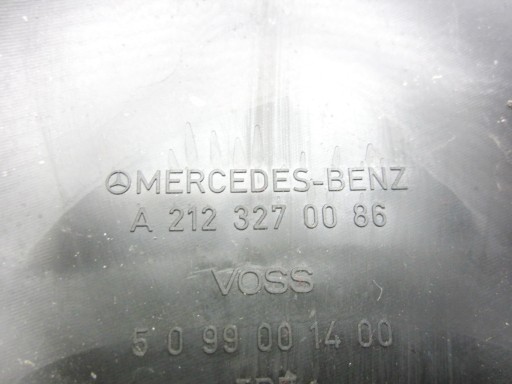 MERCEDES-BENZ
A 212 327 00 86
VOSS
5 0 99 00 14 00